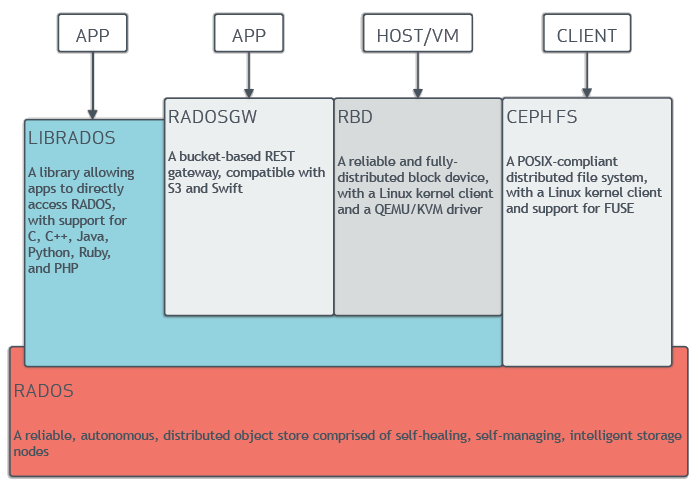 APP
APP
HOST/VM
CLIENT
LIBRADOS
A library allowing
apps to directly
access RADOS,
with support for
C, C++, Java,
Python, Ruby,
and PHP
RADOSGW
A bucket-based REST
gateway, compatible with
S3 and Swift
RBD
A reliable and fully-
distributed block device,
with a Linux kernel client
and a QEMU/KVM driver
CEPH FS
A POSIX-compliant
distributed file system,
with a Linux kernel client
and support for FUSE
RADOS
A reliable, autonomous, distributed object store comprised of self-healing, self-managing, intelligent storage
nodes